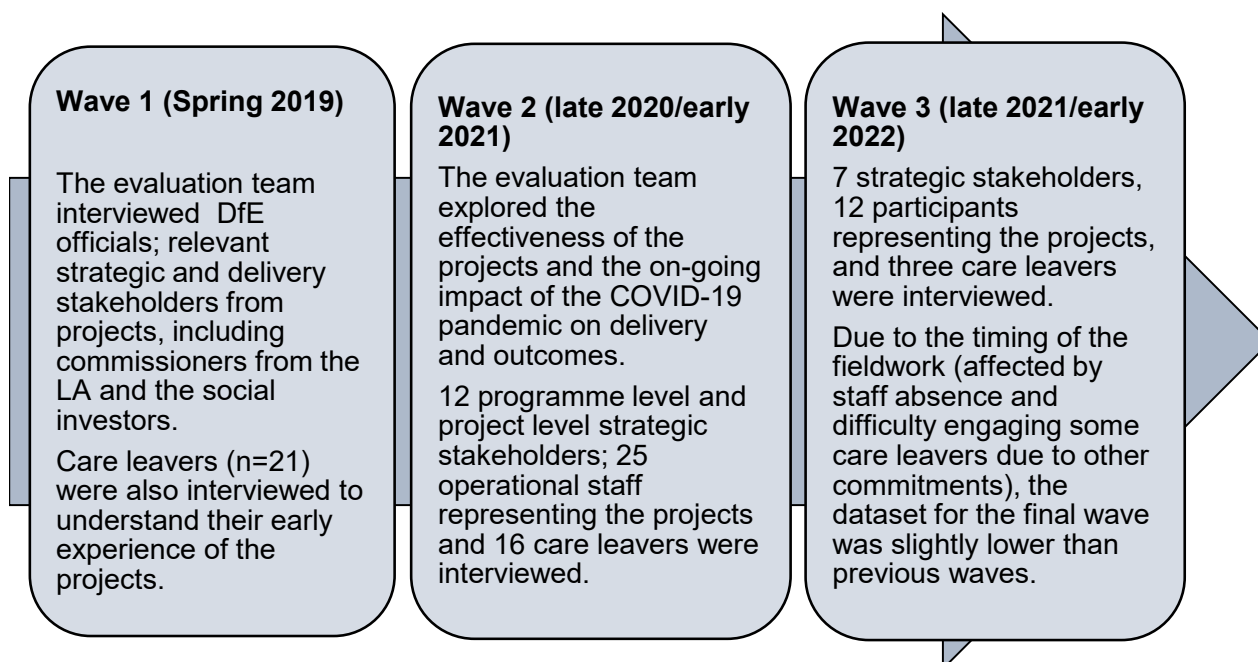 Wave 1 (Spring 2019)
The evaluation team
interviewed DfE
officials; relevant
strategic and delivery
stakeholders from
projects, including
commissioners from the
LA and the social
investors.
Care leavers (n=21)
were also interviewed to
understand their early
experience of the
projects.
Wave 2 (late 2020/early
2021)
The evaluation team
explored the
effectiveness of the
projects and the on-going
impact of the COVID-19
pandemic on delivery
and outcomes.
12 programme level and
project level strategic
stakeholders; 25
operational staff
representing the projects
and 16 care leavers were
interviewed.
Wave 3 (late 2021/early
2022)
7 strategic stakeholders,
12 participants
representing the projects,
and three care leavers
were interviewed.
Due to the timing of the
fieldwork (affected by
staff absence and
difficulty engaging some
care leavers due to other
commitments), the
dataset for the final wave
was slightly lower than
previous waves.